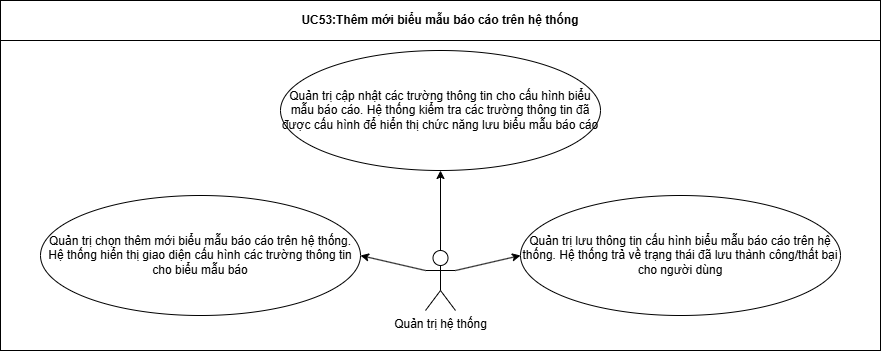 UC53:Thêm mới biểu mẫu báo cáo trên hệ thống
Quản trị cập nhật các trường thông tin cho cấu hình biểu
mẫu báo cáo. Hệ thống kiểm tra các trường thông tin đã
được cấu hình để hiển thị chức năng lưu biểu mẫu báo cáo
Quản trị chọn thêm mới biểu mẫu báo cáo trên hệ thống.
Hệ thống hiển thị giao diện cấu hình các trường thông tin
cho biểu mẫu báo
Quản trị lưu thông tin cấu hình biểu mẫu báo cáo trên hệ
thống. Hệ thống trả về trạng thái đã lưu thành công/thất bại
cho người dùng
Quản trị hệ thống